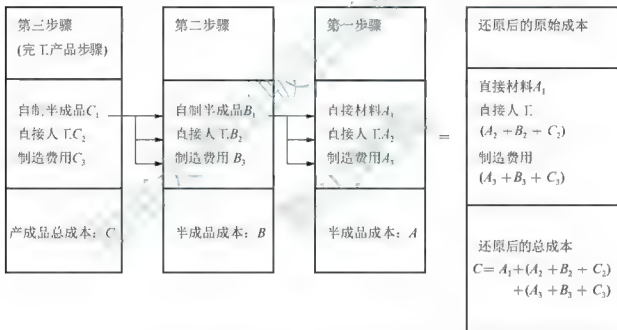 第三步骤
(完工产品步骤)
自制半成品C₁
直接人工C₂
制造费用C₃
产成品总成本：C
第二步骤
自制半成品B₁
直接人工B₂
制造费用B₃
半成品成本：B
第一步骤
直接材料A₁
直接人工A₂
制造费用A₃
半成品成本：A
=
还原后的原始成本
直接材料A₁
直接人工
(A₂+B₂+C₂)
制造费用
(A₃+B₃+C₃)
还原后的总成本
C=A₁+(A₂+B₂+C₂)
+(A₃+B₃+C₃)